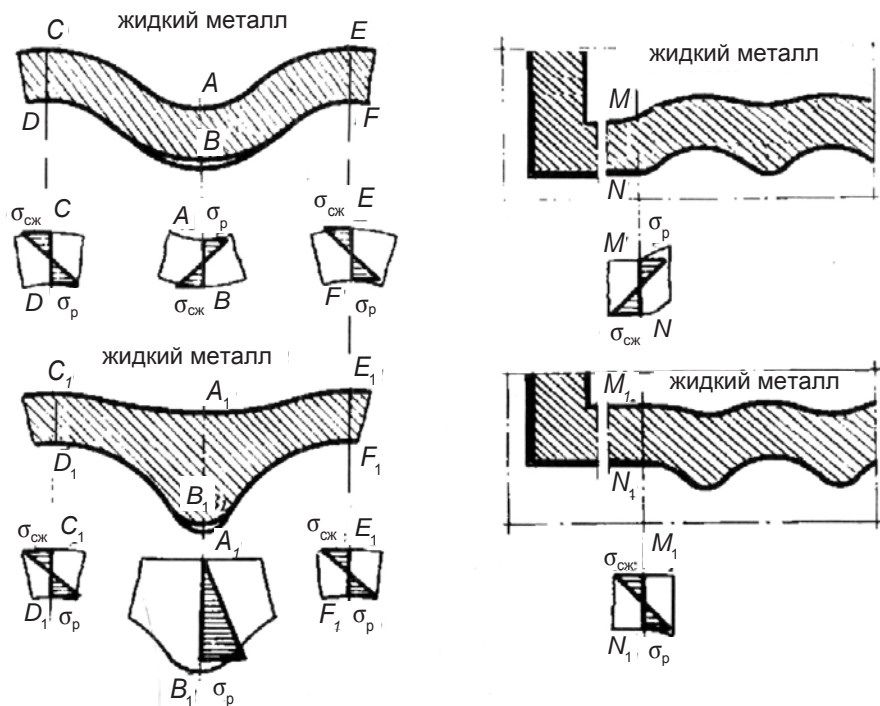 жидкий металл
C
E
A
D
B
F
σсж C
A σр
σсж E
D σр
σсж B
F σр
жидкий металл
C₁
A₁
E₁
D₁
B₁
F₁
σсж C₁
A₁
σсж E₁
D₁ σр
F₁ σр
B₁ σр
жидкий металл
M
N
M σр
σсж N
жидкий металл
M₁
N₁
σсж M₁
N₁ σр